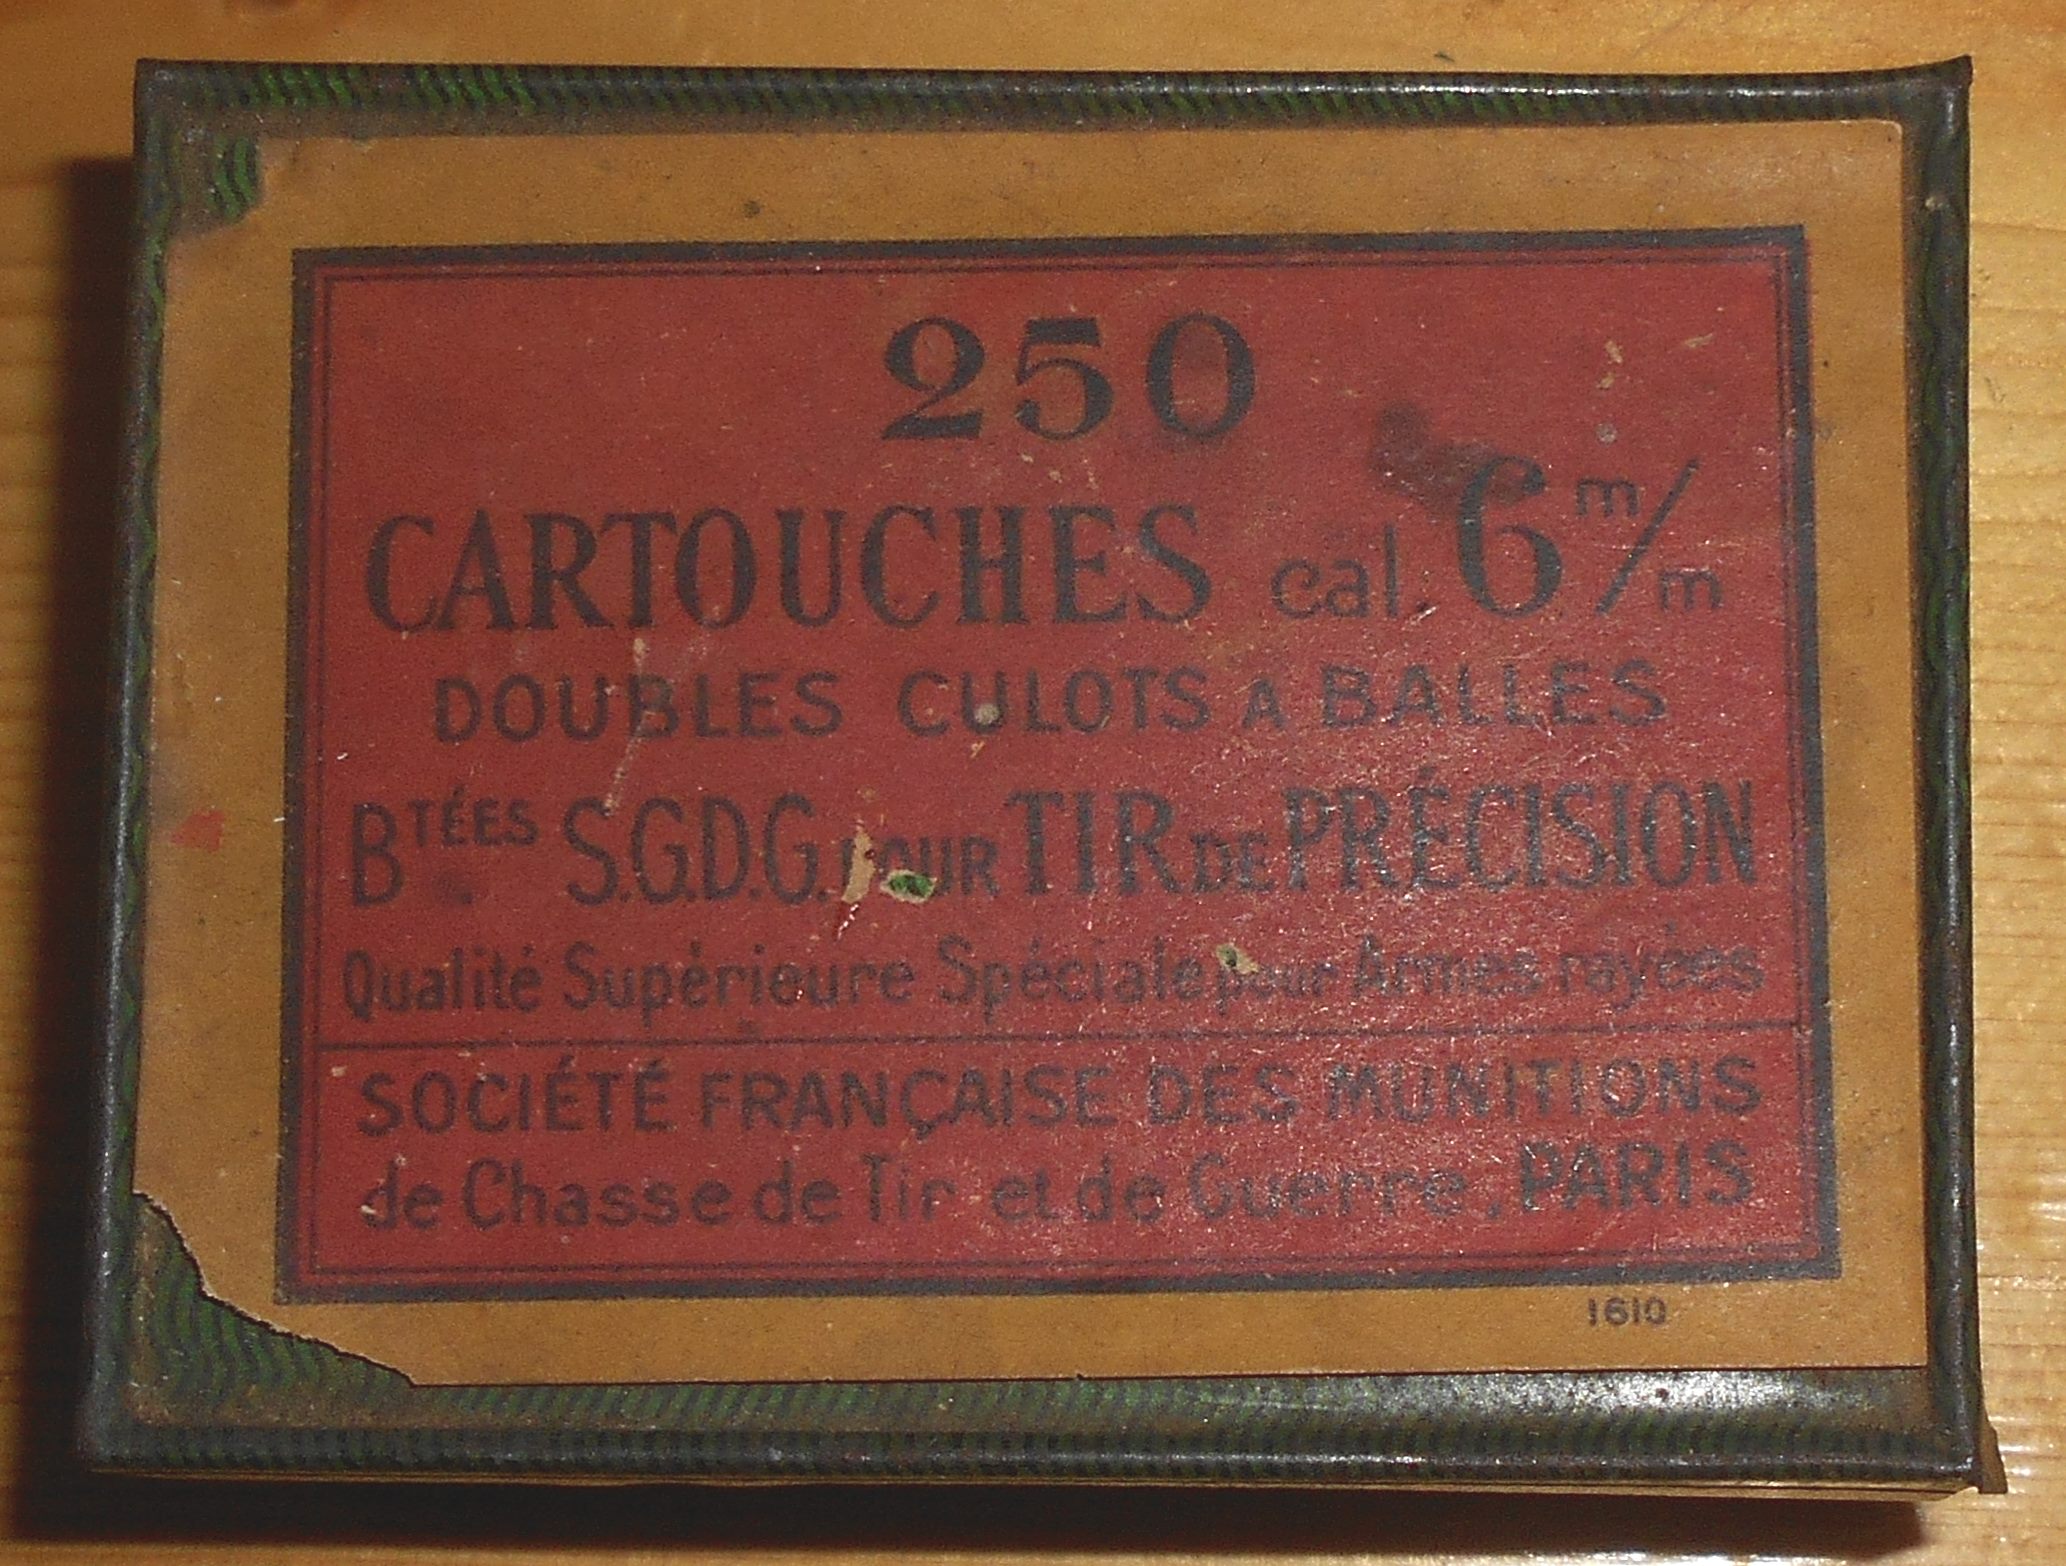 250
CARTOUCHES cal. 6 m/m
DOUBLES CULOTS A BALLES
BTÉES S.G.D.G. POUR TIR DE PRÉCISION
Qualité Supérieure Spéciale pour Armes rayées
SOCIÉTÉ FRANÇAISE DES MUNITIONS
de Chasse de Tir et de Guerre, PARIS
1610